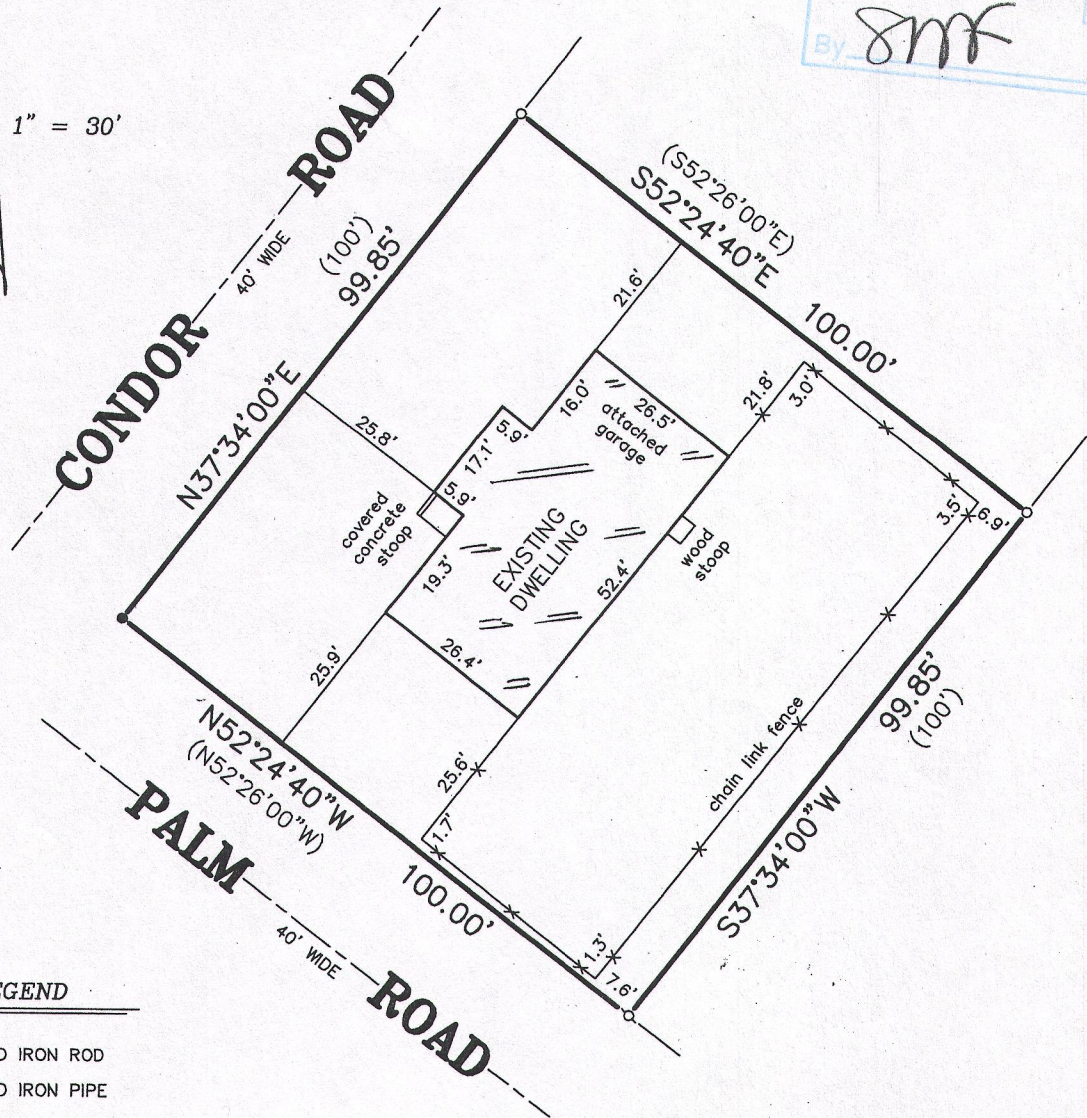 By SMF
1" = 30'
CONDOR ROAD
40' WIDE
(100')
99.85'
N37°34'00"E
(S52°26'00"E)
S52°24'40"E
100.00'
21.6'
21.8'
3.0'
16.0'
26.5'
attached
garage
5.9'
17.1'
5.9'
25.8'
covered
concrete
stoop
19.3'
EXISTING
DWELLING
52.4'
wood
stoop
3.5'
6.9'
26.4'
25.9'
25.6'
1.7'
chain link fence
99.85'
(100')
S37°34'00"W
N52°24'40"W
(N52°26'00"W)
100.00'
1.3'
7.6'
PALM ROAD
40' WIDE
EGEND
D IRON ROD
D IRON PIPE